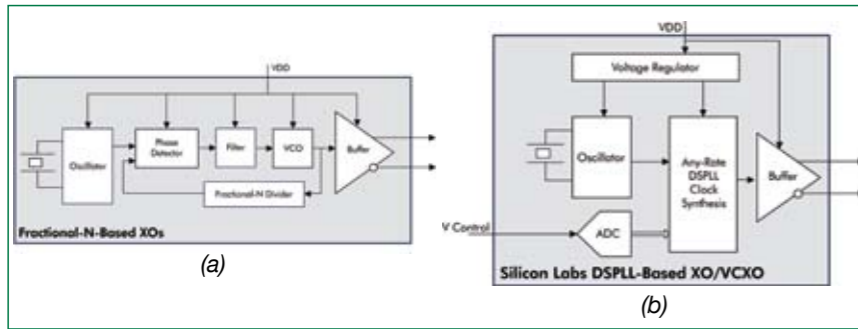 VDD
Oscillator
Phase
Detector
Filter
VCO
Buffer
Fractional-N Divider
Fractional-N-Based XOs
(a)
VDD
Voltage Regulator
Oscillator
Any-Rate
DSPLL
Clock
Synthesis
Buffer
V Control
ADC
Silicon Labs DSPLL-Based XO/VCXO
(b)